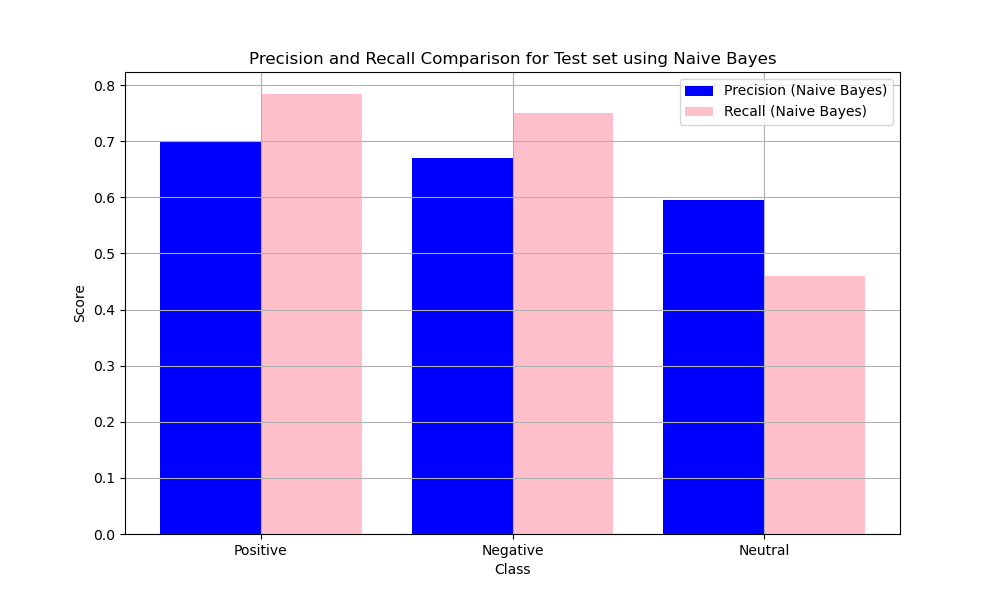 Precision and Recall Comparison for Test set using Naive Bayes
Precision (Naive Bayes)
Recall (Naive Bayes)
Score
0.8
0.7
0.6
0.5
0.4
0.3
0.2
0.1
0.0
Positive
Negative
Neutral
Class